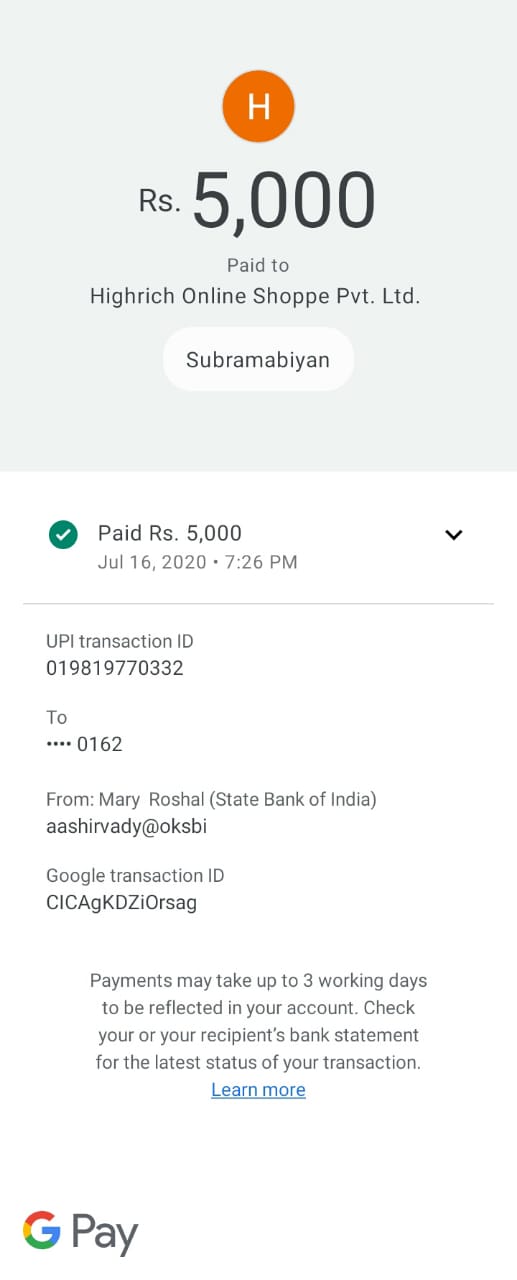 H
Rs. 5,000
Paid to
Highrich Online Shoppe Pvt. Ltd.
Subramabiyan
Paid Rs. 5,000
Jul 16, 2020 • 7:26 PM
UPI transaction ID
019819770332
To
•••• 0162
From: Mary Roshal (State Bank of India)
aashirvady@oksbi
Google transaction ID
CICAgKDZiOrsag
Payments may take up to 3 working days
to be reflected in your account. Check
your or your recipient's bank statement
for the latest status of your transaction.
Learn more
G Pay